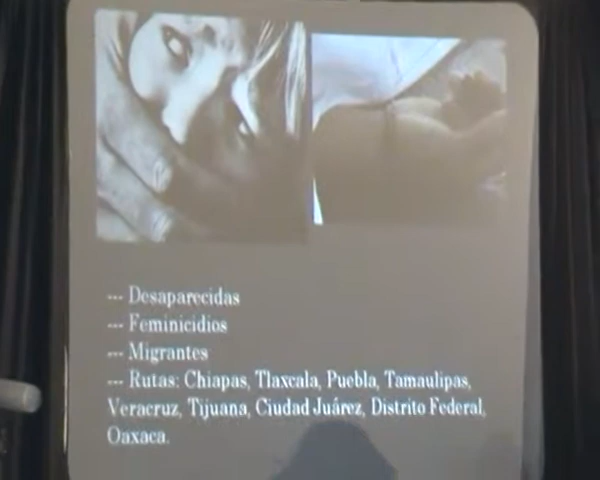 --- Desaparecidas
--- Feminicidios
--- Migrantes
--- Rutas: Chiapas, Tlaxcala, Puebla, Tamaulipas,
Veracruz, Tijuana, Ciudad Juárez, Distrito Federal,
Oaxaca.